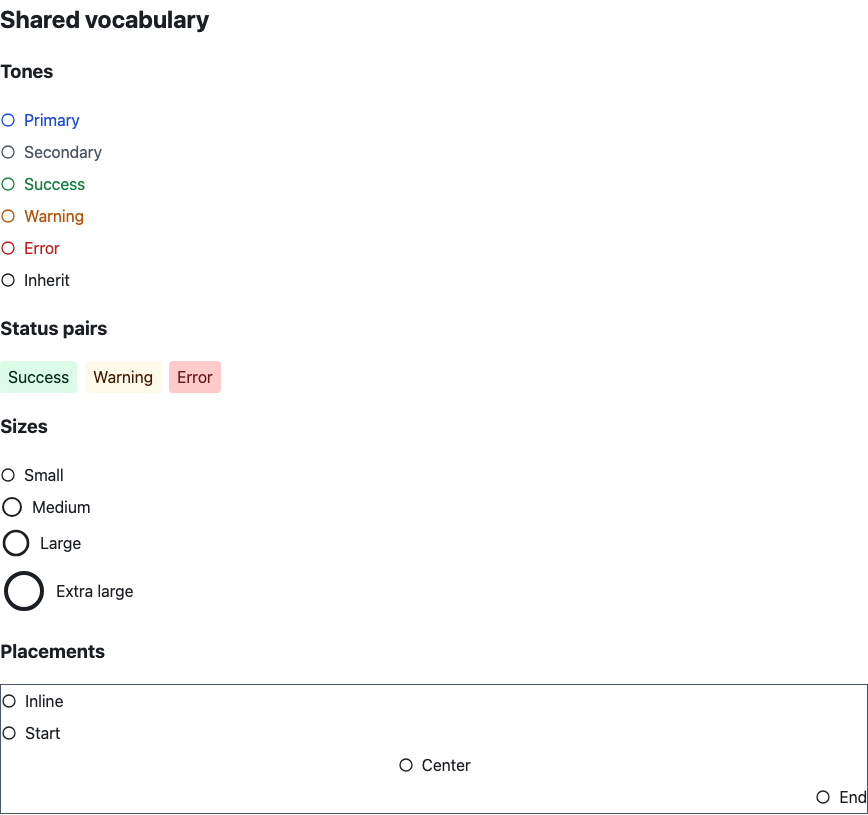 Shared vocabulary
Tones
Primary
Secondary
Success
Warning
Error
Inherit
Status pairs
Success Warning Error
Sizes
Small
Medium
Large
Extra large
Placements
Inline
Start
Center
End